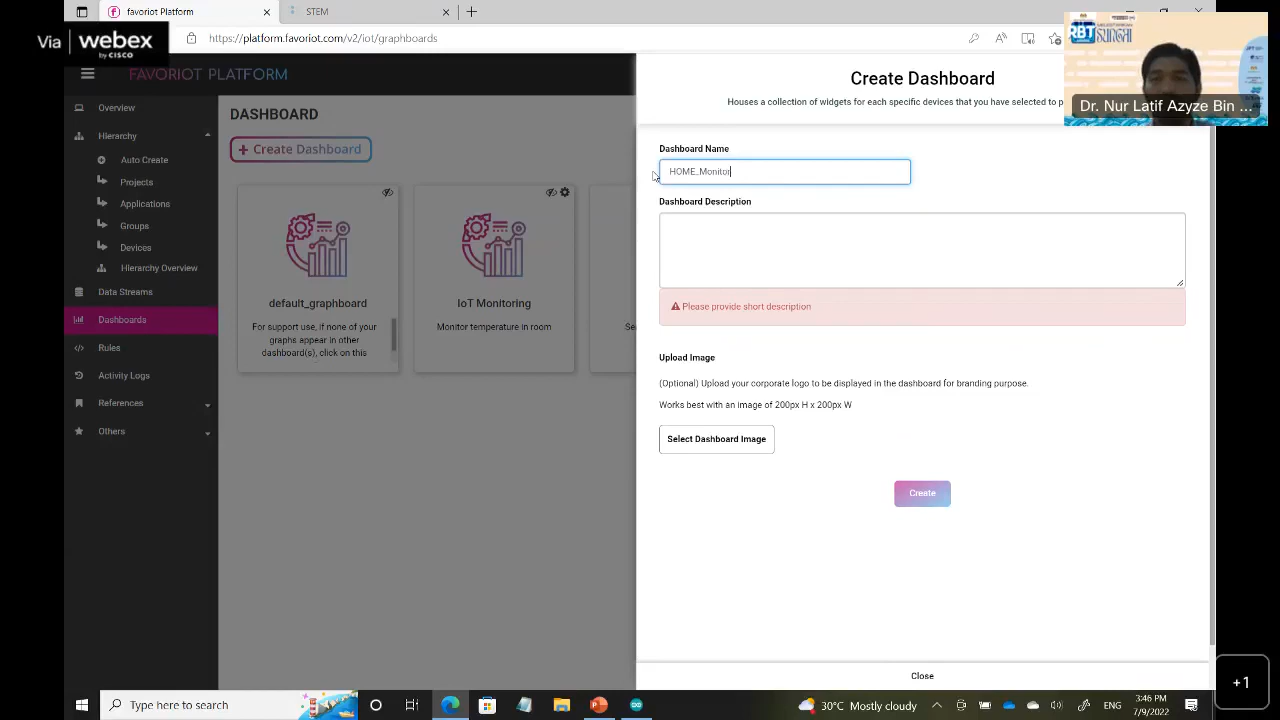 favoriot platform
STEM
Via webex
by CISCO
https://platform.favoriot.com/v2/das
RBT
FAVORIOT PLATFORM
Create Dashboard
Houses a collection of widgets for each specific devices that you have selected to p
Dr. Nur Latif Azyze Bin ...
Overview
Hierarchy
Auto Create
Projects
Applications
Groups
Devices
Hierarchy Overview
Data Streams
Dashboards
Rules
Activity Logs
References
Others
DASHBOARD
+ Create Dashboard
default_graphboard
For support use, if none of your
graphs appear in other
dashboard(s), click on this
IoT Monitoring
Monitor temperature in room
Se
Dashboard Name
HOME_Monitor
Dashboard Description
Please provide short description
Upload Image
(Optional) Upload your corporate logo to be displayed in the dashboard for branding purpose.
Works best with an image of 200px H x 200px W
Select Dashboard Image
Create
Close
+1
Type here to search
30°C Mostly cloudy
ENG
3:46 PM
7/9/2022